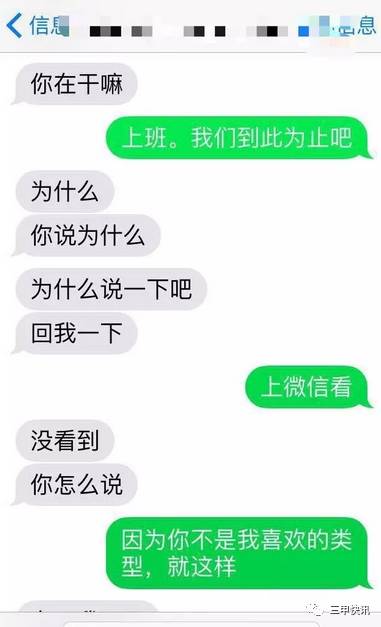 信息
信息
你在干嘛
上班。我们到此为止吧
为什么
你说为什么
为什么说一下吧
回我一下
上微信看
没看到
你怎么说
因为你不是我喜欢的类
型，就这样
三甲快讯